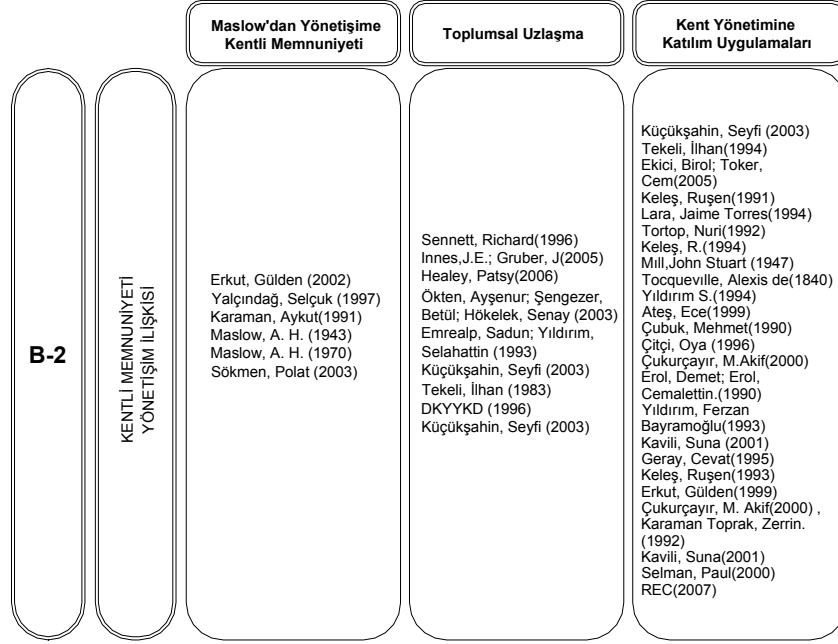 Maslow'dan Yönetişime
Kentli Memnuniyeti
Toplumsal Uzlaşma
Kent Yönetimine
Katılım Uygulamaları
B-2
KENTLİ MEMNUNİYETİ
YÖNETİŞİM İLİŞKİSİ
Erkut, Gülden (2002)
Yalçındağ, Selçuk (1997)
Karaman, Aykut(1991)
Maslow, A. H. (1943)
Maslow, A. H. (1970)
Sökmen, Polat (2003)
Sennett, Richard(1996)
Innes,J.E.; Gruber, J(2005)
Healey, Patsy(2006)
Ökten, Ayşenur; Şengezer,
Betül; Hökelek, Senay (2003)
Emrealp, Sadun; Yıldırım,
Selahattin (1993)
Küçükşahin, Seyfi (2003)
Tekeli, İlhan (1983)
DKYYKD (1996)
Küçükşahin, Seyfi (2003)
Küçükşahin, Seyfi (2003)
Tekeli, İlhan(1994)
Ekici, Birol; Toker,
Cem(2005)
Keleş, Ruşen(1991)
Lara, Jaime Torres(1994)
Tortop, Nuri(1992)
Keleş, R.(1994)
Mıll,John Stuart (1947)
Tocquevılle, Alexis de(1840)
Yıldırım S.(1994)
Ateş, Ece(1999)
Çubuk, Mehmet(1990)
Çitçi, Oya (1996)
Çukurçayır, M.Akif(2000)
Erol, Demet; Erol,
Cemalettin.(1990)
Yıldırım, Ferzan
Bayramoğlu(1993)
Kavili, Suna (2001)
Geray, Cevat(1995)
Keleş, Ruşen(1993)
Erkut, Gülden(1999)
Çukurçayır, M. Akif(2000) ,
Karaman Toprak, Zerrin.
(1992)
Kavili, Suna(2001)
Selman, Paul(2000)
REC(2007)